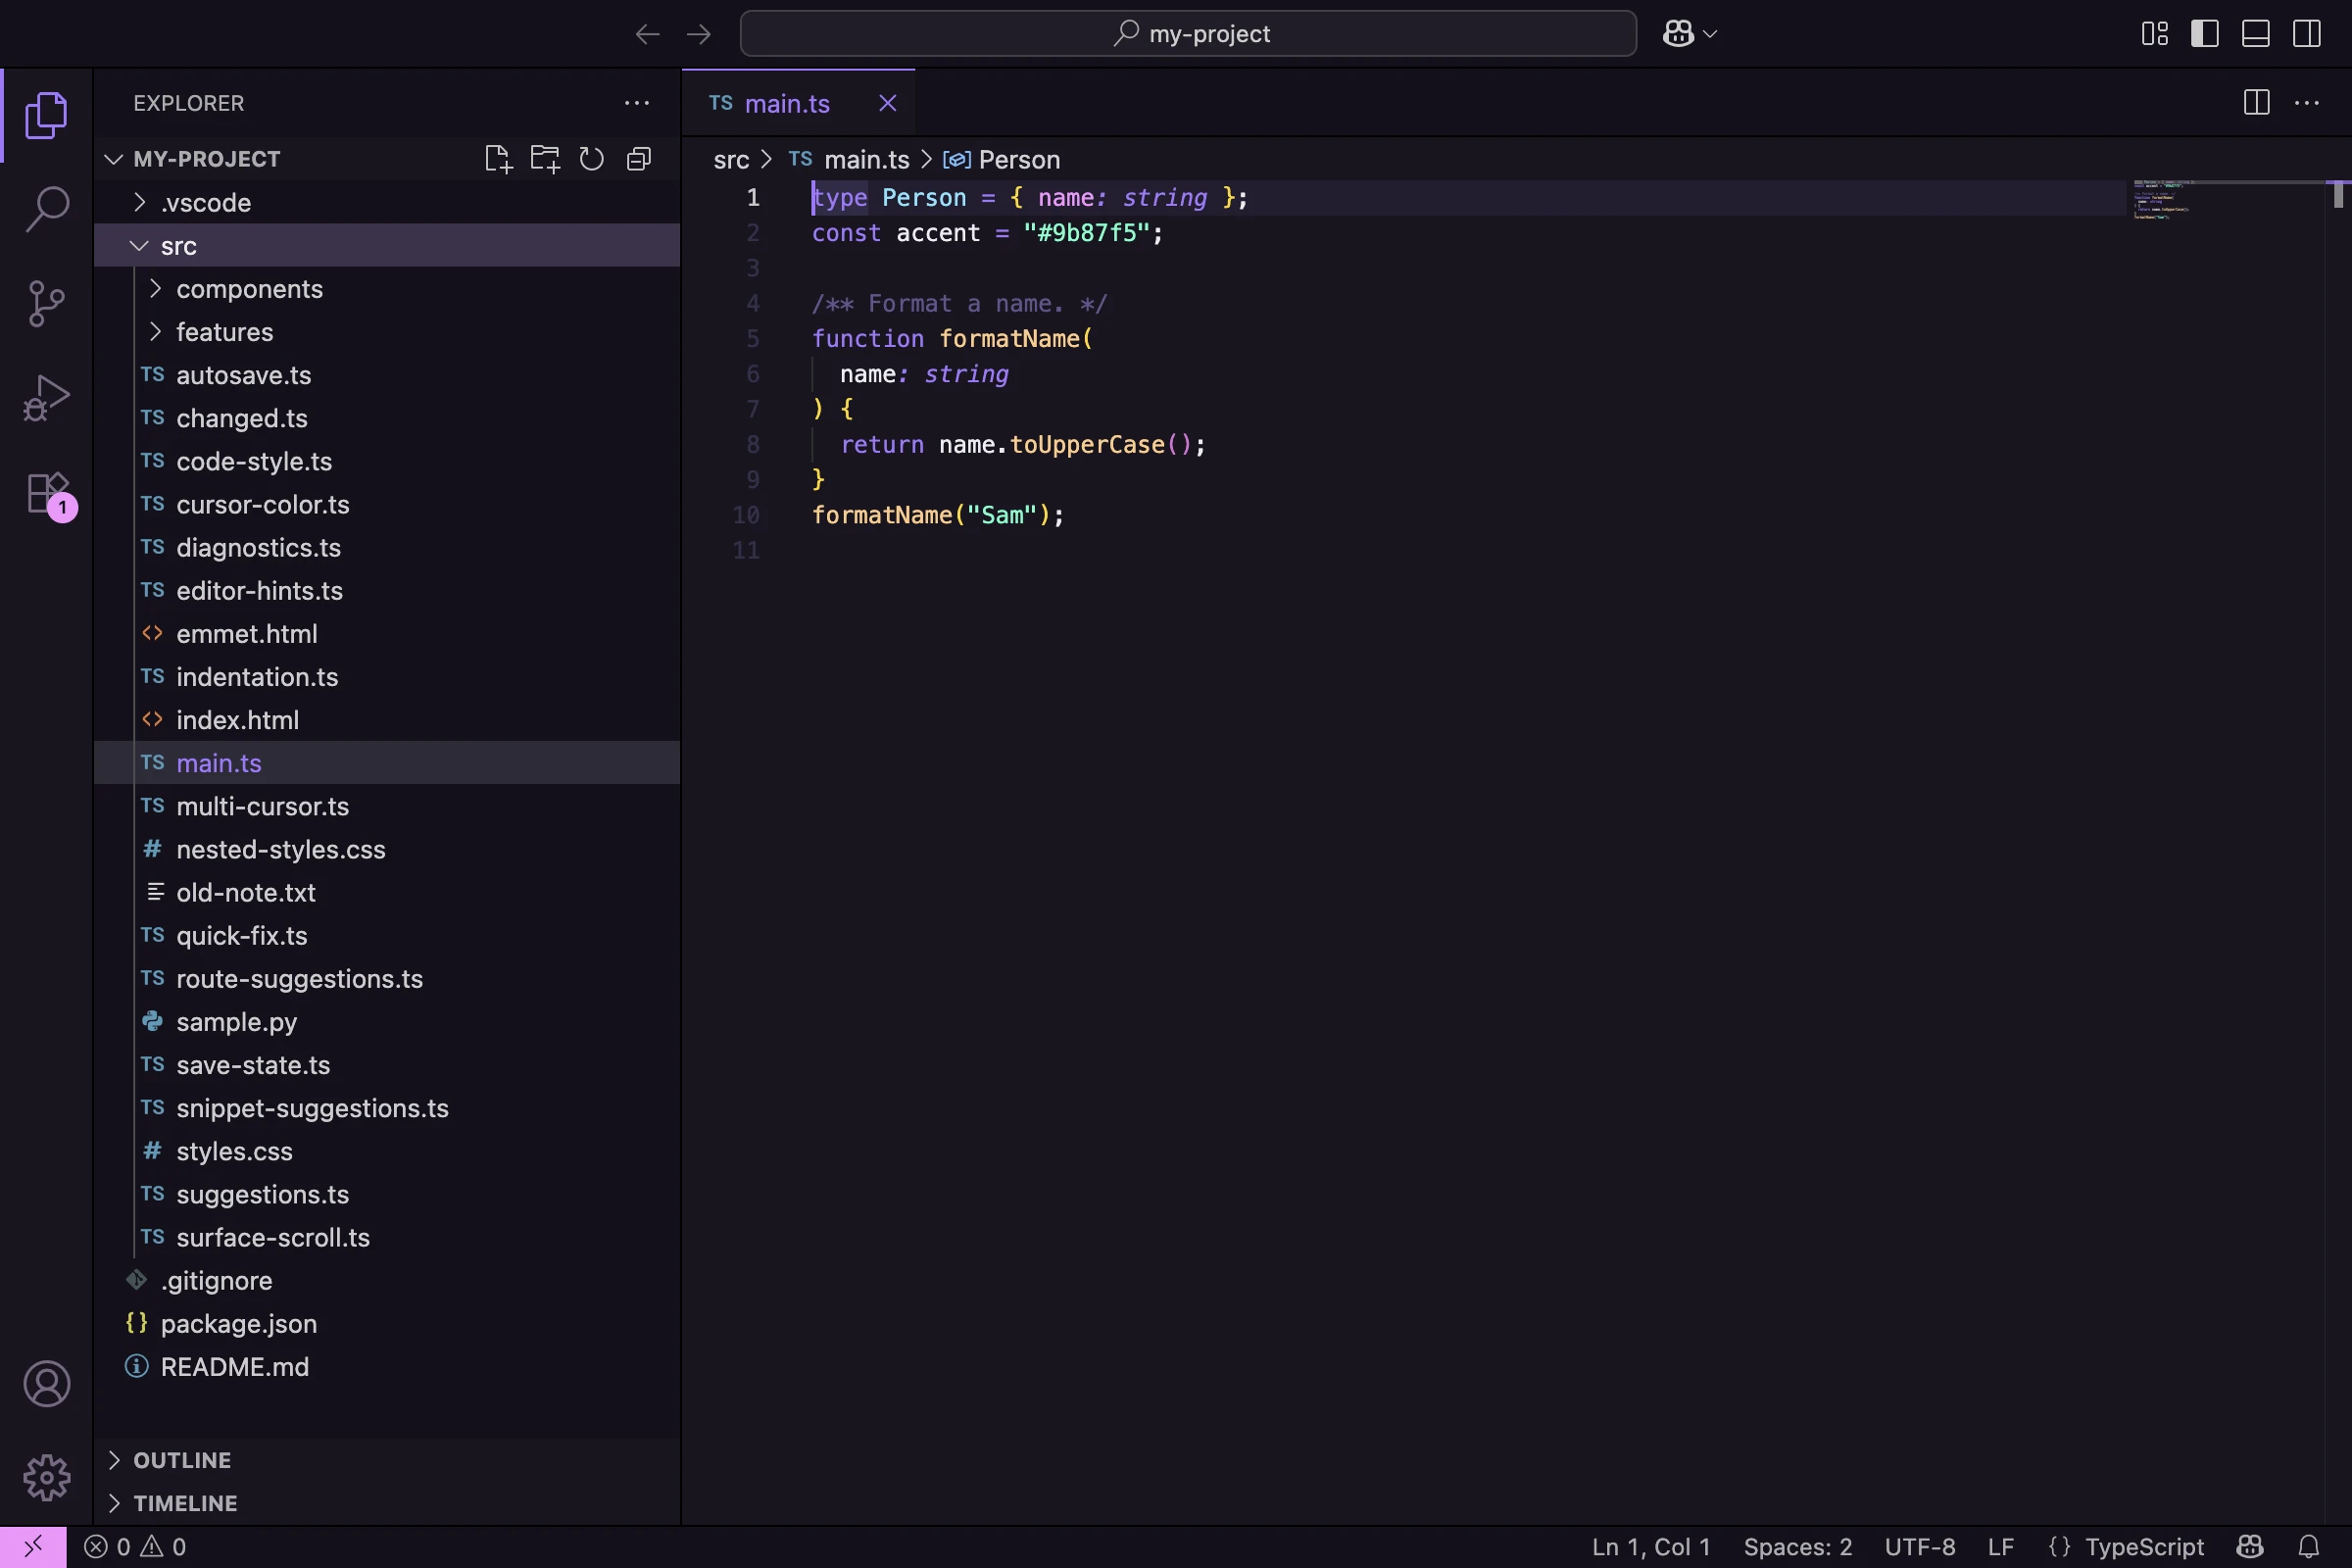 my-project
EXPLORER
MY-PROJECT
.vscode
src
components
features
TS autosave.ts
TS changed.ts
TS code-style.ts
TS cursor-color.ts
TS diagnostics.ts
TS editor-hints.ts
<> emmet.html
TS indentation.ts
<> index.html
TS main.ts
TS multi-cursor.ts
# nested-styles.css
old-note.txt
TS quick-fix.ts
TS route-suggestions.ts
sample.py
TS save-state.ts
TS snippet-suggestions.ts
# styles.css
TS suggestions.ts
TS surface-scroll.ts
.gitignore
{} package.json
README.md
OUTLINE
TIMELINE
1
TS main.ts
src > TS main.ts > Person
1 type Person = { name: string };
2 const accent = "#9b87f5";
3
4 /** Format a name. */
5 function formatName(
6 name: string
7 ) {
8 return name.toUpperCase();
9 }
10 formatName("Sam");
11
0 0
Ln 1, Col 1 Spaces: 2 UTF-8 LF {} TypeScript